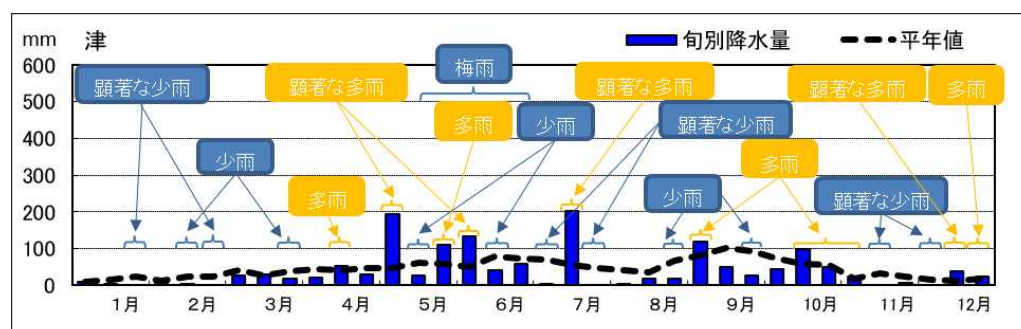 mm 津 旬別降水量 平年値
600
梅雨
顕著な少雨 顕著な多雨 顕著な多雨 顕著な多雨 多雨
500
多雨 少雨 顕著な少雨
400
少雨 多雨
300
多雨 少雨 顕著な少雨
200
100
0
1月 2月 3月 4月 5月 6月 7月 8月 9月 10月 11月 12月